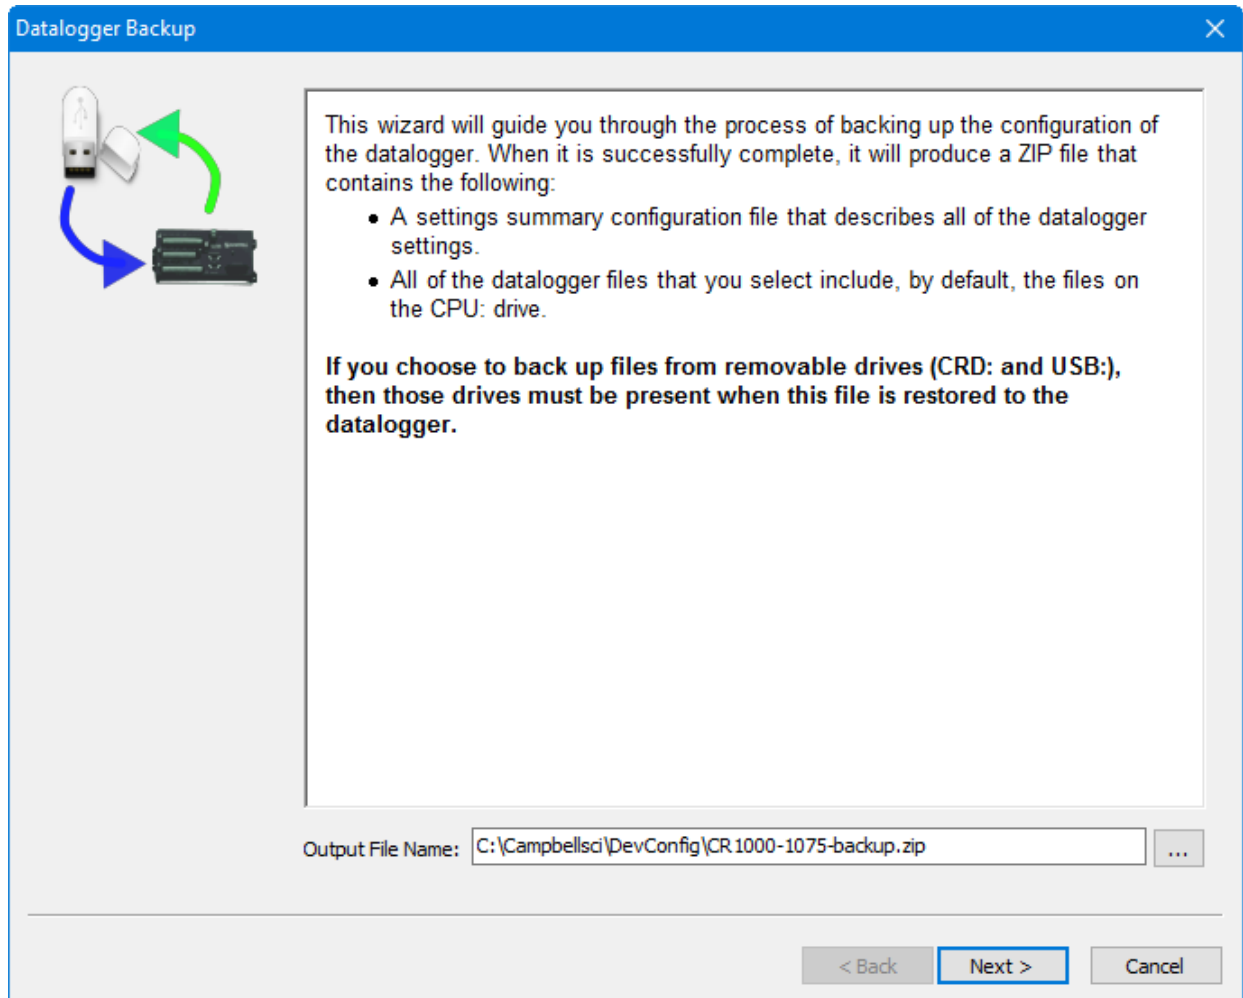 Datalogger Backup
This wizard will guide you through the process of backing up the configuration of
the datalogger. When it is successfully complete, it will produce a ZIP file that
contains the following:
• A settings summary configuration file that describes all of the datalogger
settings.
• All of the datalogger files that you select include, by default, the files on
the CPU: drive.
If you choose to back up files from removable drives (CRD: and USB:),
then those drives must be present when this file is restored to the
datalogger.
Output File Name: C:\Campbellsci\DevConfig\CR1000-1075-backup.zip ...
< Back Next > Cancel